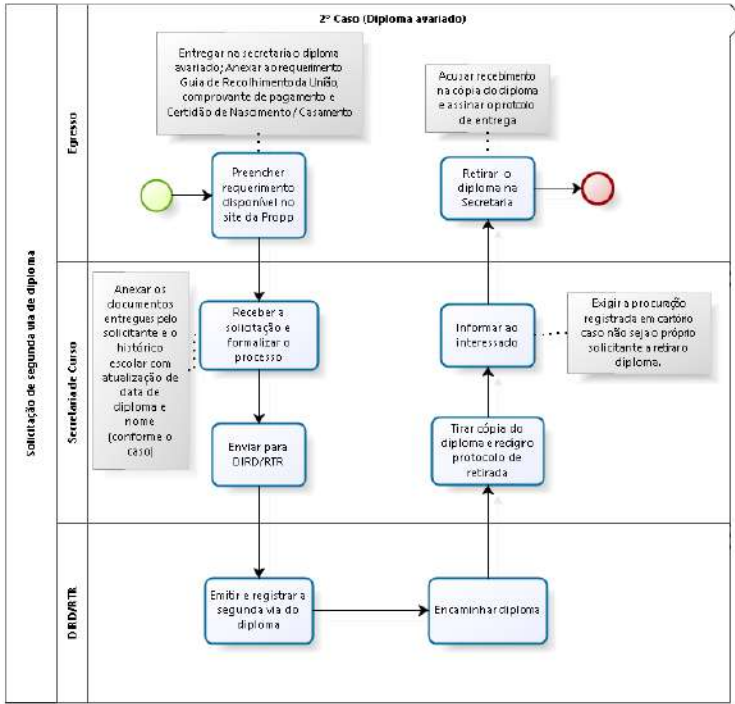 2º Caso (Diploma avariado)
Solicitação de segunda via de diploma
Egresso
Entregar na secretaria o diploma
avariado; Anexar ao requerimento
Guia de Recolhimento da União,
comprovante de pagamento e
Certidão de Nascimento / Casamento
Preencher
requerimento
disponível no
site da Propp
Acusar recebimento
na cópia do diploma
e assinar o protocolo
de entrega
Retirar o
diploma na
Secretaria
Secretaria de Curso
Anexar os
documentos
entregues pelo
solicitante e o
histórico
escolar com
atualização de
data de
diploma e
nome
(conforme o
caso)
Receber a
solicitação e
formalizar o
processo
Enviar para
DIRD/RTR
Informar ao
interessado
Exigir a procuração
registrada em cartório
caso não seja o próprio
solicitante a retirar o
diploma.
Tirar cópia do
diploma e redigir o
protocolo de
retirada
DIRD/RTR
Emitir e registrar a
segunda via do
diploma
Encaminhar diploma